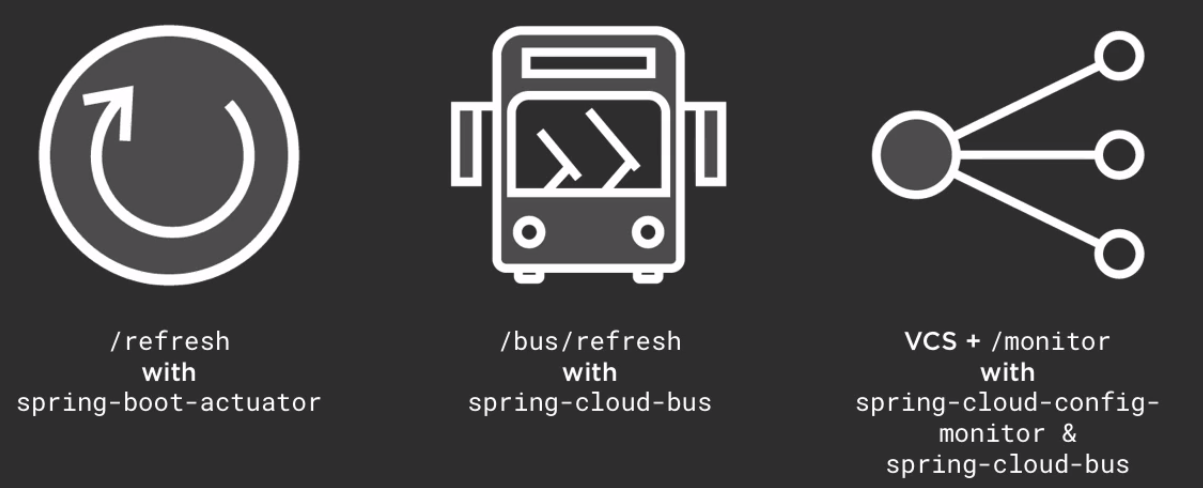 /refresh
with
spring-boot-actuator
/bus/refresh
with
spring-cloud-bus
VCS + /monitor
with
spring-cloud-config-
monitor &
spring-cloud-bus